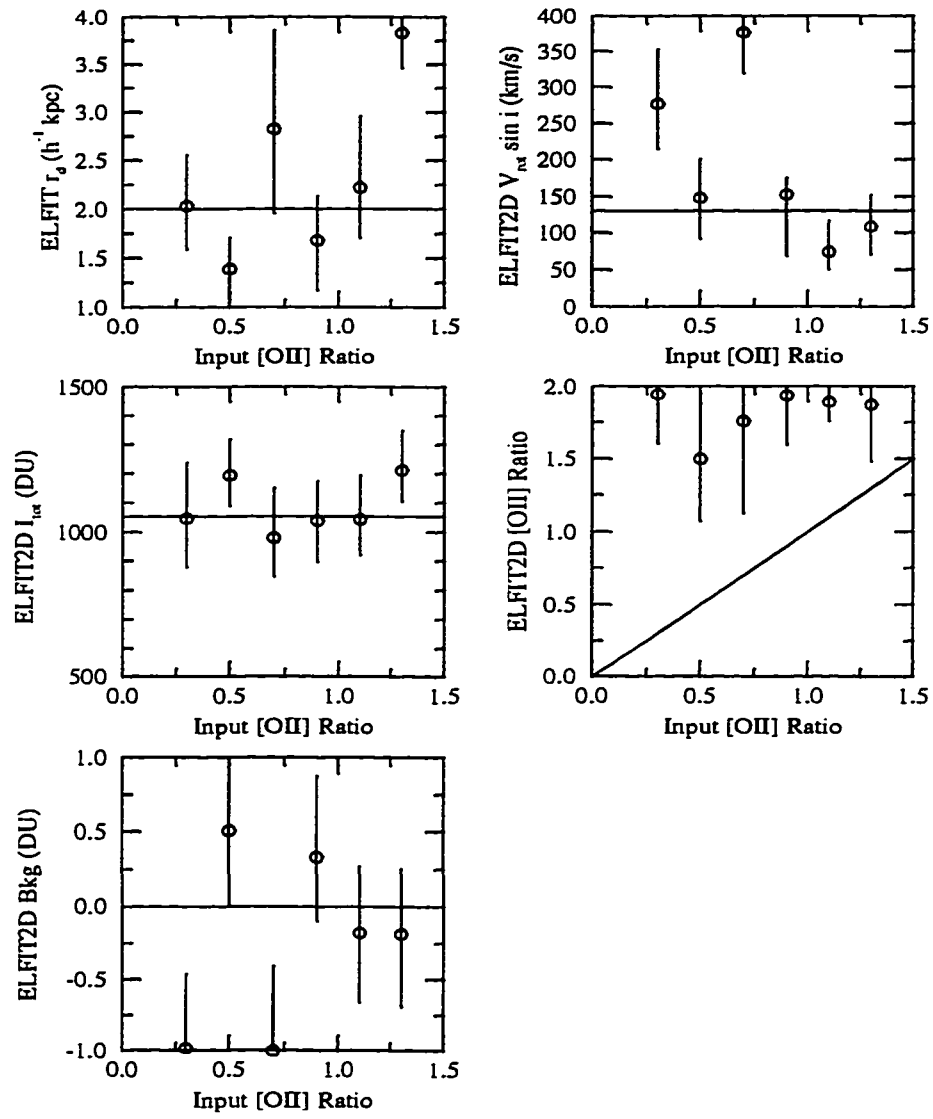 4.0
3.5
3.0
2.5
2.0
1.5
1.0
ELFIT r_d (h⁻¹ kpc)
0.0 0.5 1.0 1.5
Input [OII] Ratio
400
350
300
250
200
150
100
50
0
ELFIT2D V_rot sin i (km/s)
0.0 0.5 1.0 1.5
Input [OII] Ratio
1500
1000
500
ELFIT2D I_tot (DU)
0.0 0.5 1.0 1.5
Input [OII] Ratio
2.0
1.5
1.0
0.5
0.0
ELFIT2D [OII] Ratio
0.0 0.5 1.0 1.5
Input [OII] Ratio
1.0
0.5
0.0
-0.5
-1.0
ELFIT2D Bkg (DU)
0.0 0.5 1.0 1.5
Input [OII] Ratio